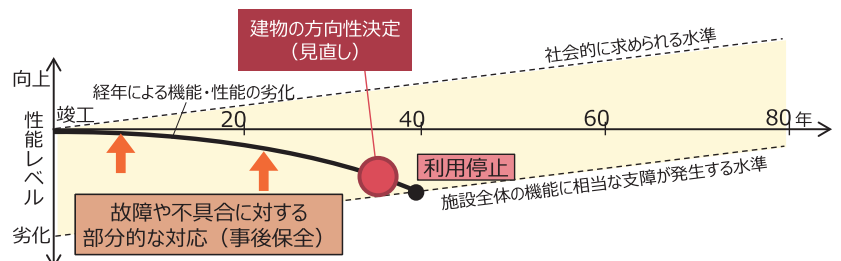 建物の方向性決定
（見直し）
社会的に求められる水準
向上
経年による機能・性能の劣化
竣工
20
40
60
80 年
性能レベル
利用停止
施設全体の機能に相当な支障が発生する水準
故障や不具合に対する
部分的な対応（事後保全）
劣化